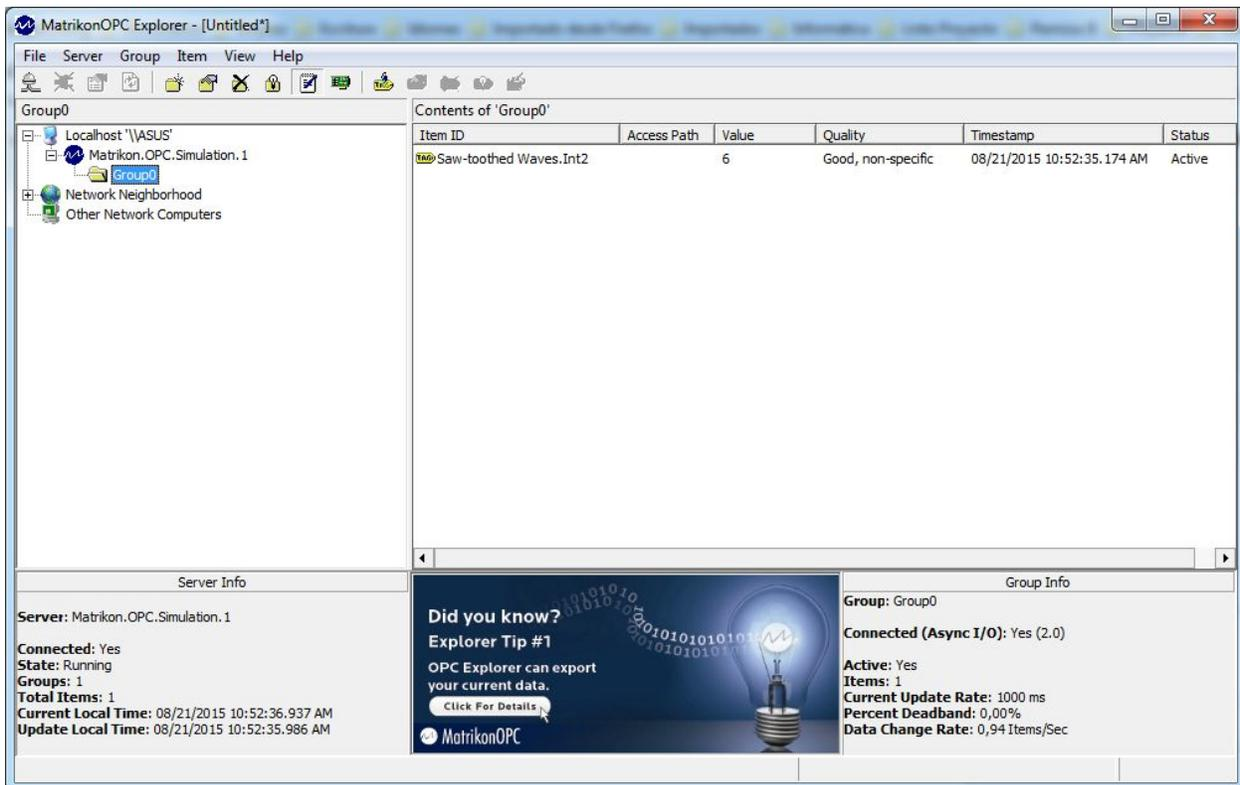 MatrikonOPC Explorer - [Untitled*]
File Server Group Item View Help
Group0
Contents of 'Group0'
Localhost '\\ASUS'
Matrikon.OPC.Simulation.1
Group0
Network Neighborhood
Other Network Computers
Item ID Access Path Value Quality Timestamp Status
Saw-toothed Waves.Int2 6 Good, non-specific 08/21/2015 10:52:35.174 AM Active
Server Info
Server: Matrikon.OPC.Simulation.1
Connected: Yes
State: Running
Groups: 1
Total Items: 1
Current Local Time: 08/21/2015 10:52:36.937 AM
Update Local Time: 08/21/2015 10:52:35.986 AM
Did you know?
Explorer Tip #1
OPC Explorer can export
your current data.
Click For Details
MatrikonOPC
Group Info
Group: Group0
Connected (Async I/O): Yes (2.0)
Active: Yes
Items: 1
Current Update Rate: 1000 ms
Percent Deadband: 0,00%
Data Change Rate: 0,94 Items/Sec